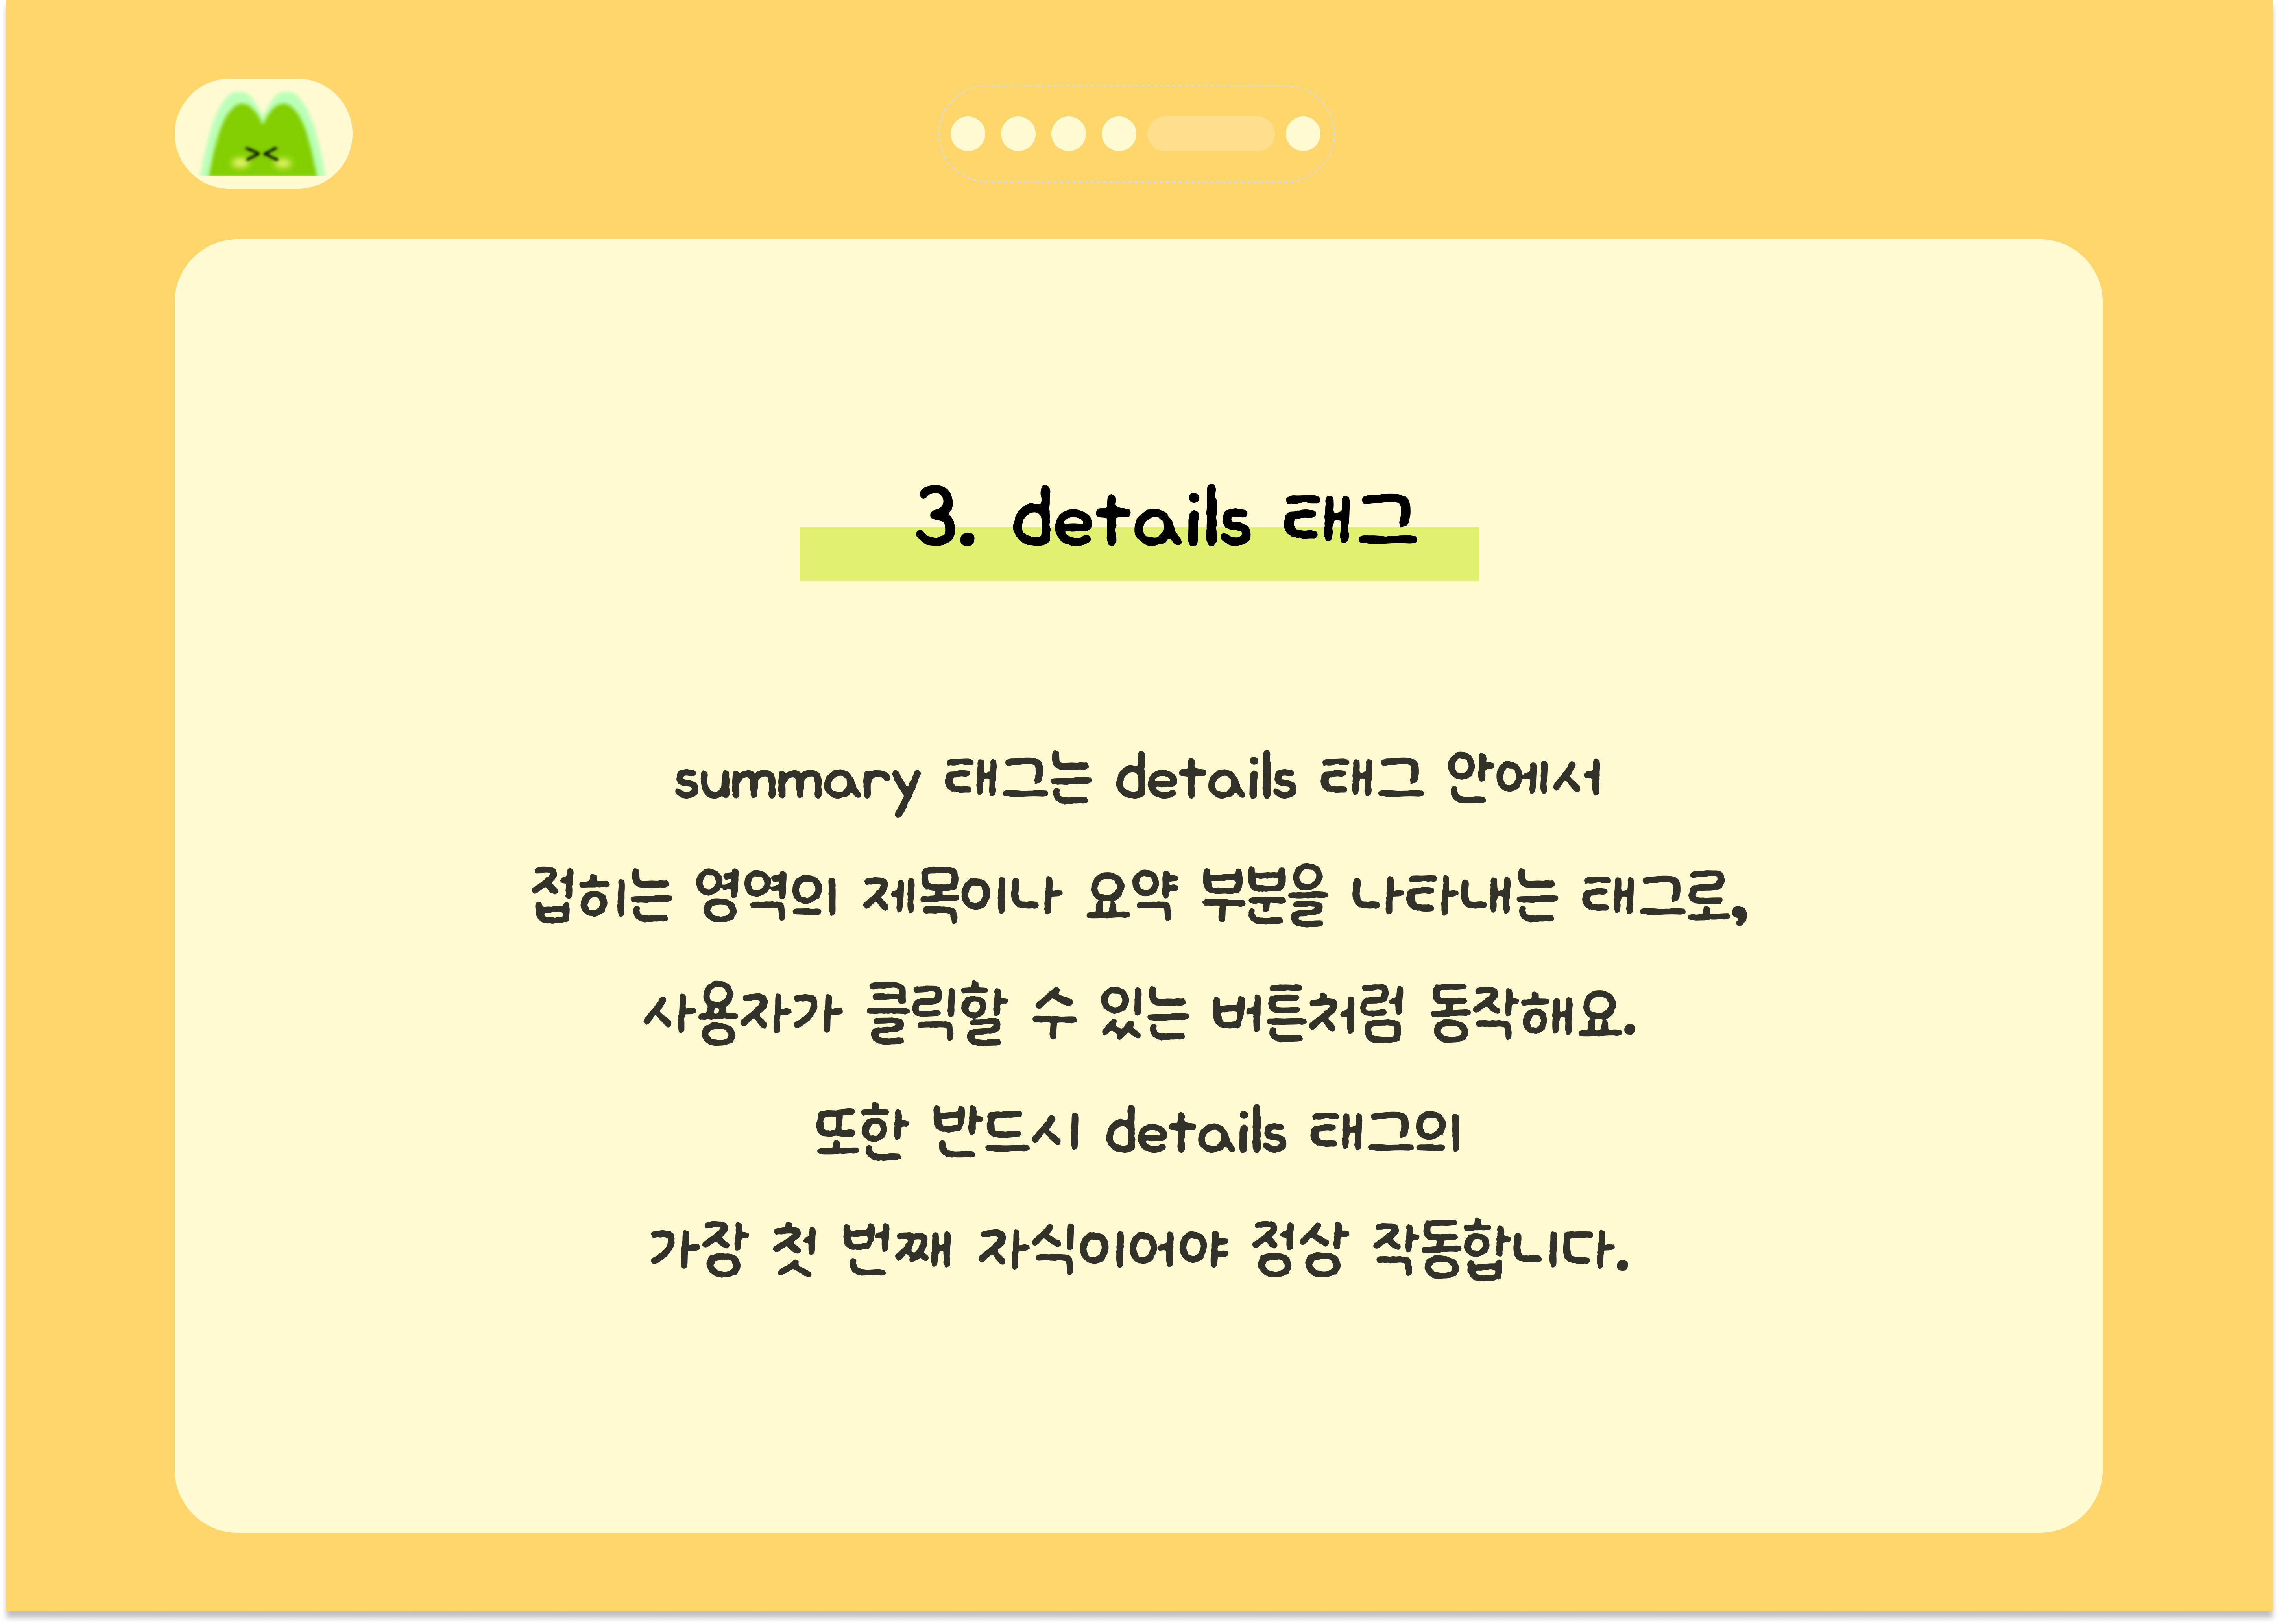 3. details 태그
summary 태그는 details 태그 안에서
접히는 영역의 제목이나 요약 부분을 나타내는 태그로,
사용자가 클릭할 수 있는 버튼처럼 동작해요.
또한 반드시 details 태그의
가장 첫 번째 자식이어야 정상 작동합니다.